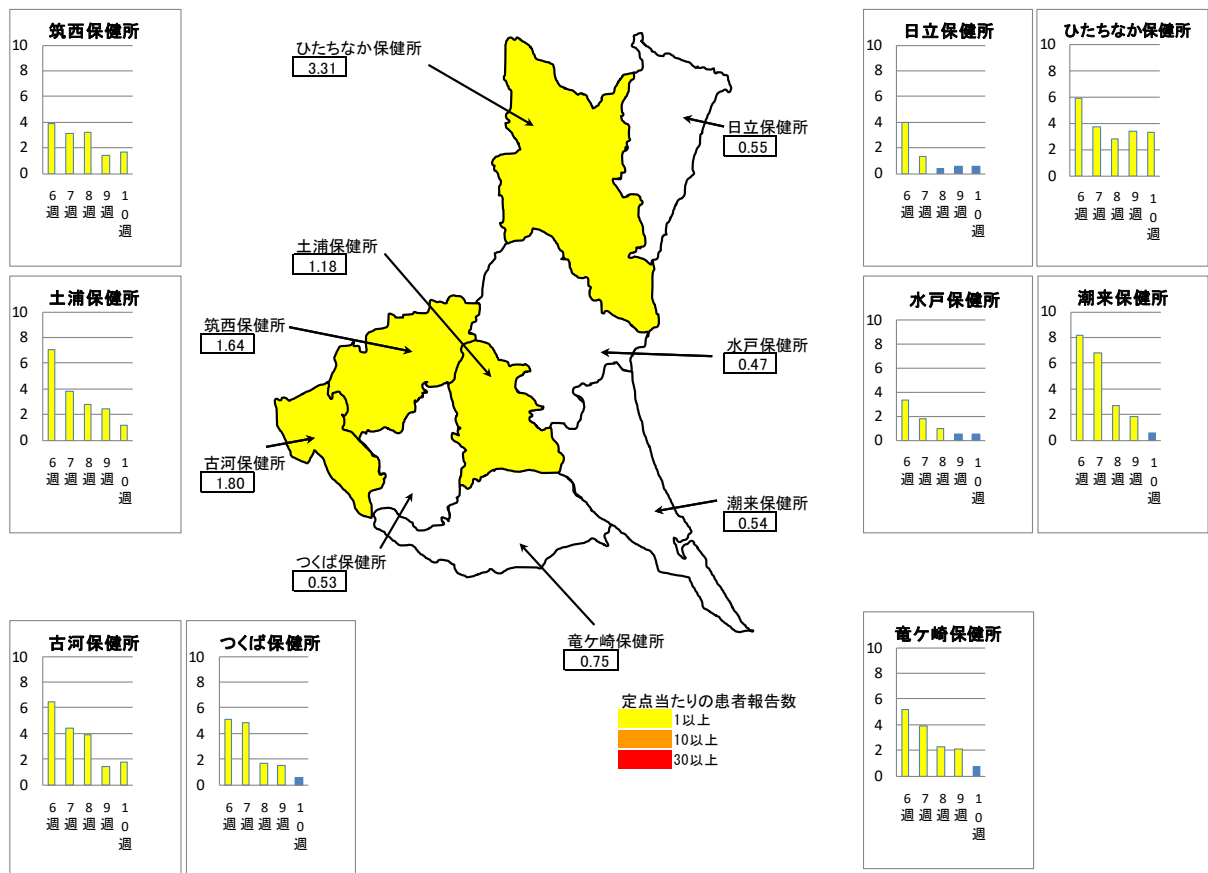 筑西保健所
10
8
6
4
2
0
6週
7週
8週
9週
10週
土浦保健所
10
8
6
4
2
0
6週
7週
8週
9週
10週
古河保健所
10
8
6
4
2
0
6週
7週
8週
9週
10週
つくば保健所
10
8
6
4
2
0
6週
7週
8週
9週
10週
ひたちなか保健所
3.31
日立保健所
0.55
土浦保健所
1.18
筑西保健所
1.64
水戸保健所
0.47
古河保健所
1.80
潮来保健所
0.54
つくば保健所
0.53
竜ケ崎保健所
0.75
定点当たりの患者報告数
1以上
10以上
30以上
日立保健所
10
8
6
4
2
0
6週
7週
8週
9週
10週
ひたちなか保健所
10
8
6
4
2
0
6週
7週
8週
9週
10週
水戸保健所
10
8
6
4
2
0
6週
7週
8週
9週
10週
潮来保健所
10
8
6
4
2
0
6週
7週
8週
9週
10週
竜ケ崎保健所
10
8
6
4
2
0
6週
7週
8週
9週
10週